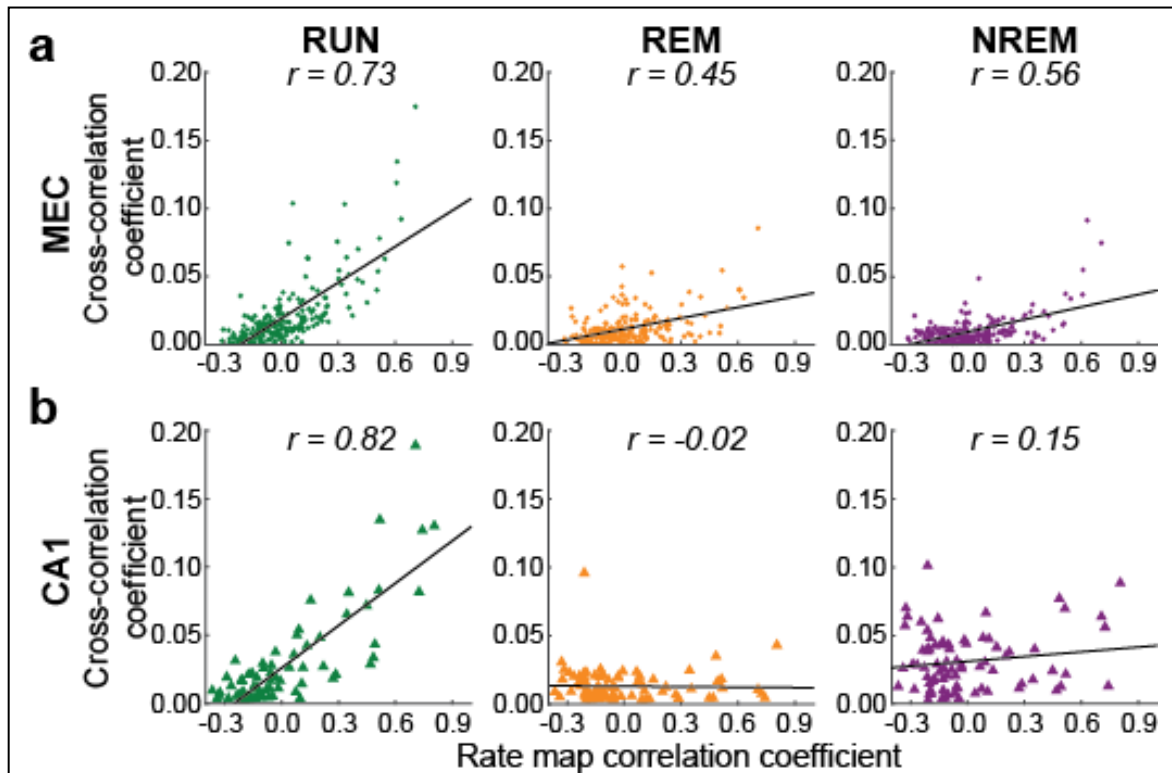 a
RUN REM NREM
r = 0.73 r = 0.45 r = 0.56
MEC
Cross-correlation
coefficient
0.20 0.20 0.20
0.15 0.15 0.15
0.10 0.10 0.10
0.05 0.05 0.05
0.00 0.00 0.00
-0.3 0.0 0.3 0.6 0.9 -0.3 0.0 0.3 0.6 0.9 -0.3 0.0 0.3 0.6 0.9
b
r = 0.82 r = -0.02 r = 0.15
CA1
Cross-correlation
coefficient
0.20 0.20 0.20
0.15 0.15 0.15
0.10 0.10 0.10
0.05 0.05 0.05
0.00 0.00 0.00
-0.3 0.0 0.3 0.6 0.9 -0.3 0.0 0.3 0.6 0.9 -0.3 0.0 0.3 0.6 0.9
Rate map correlation coefficient